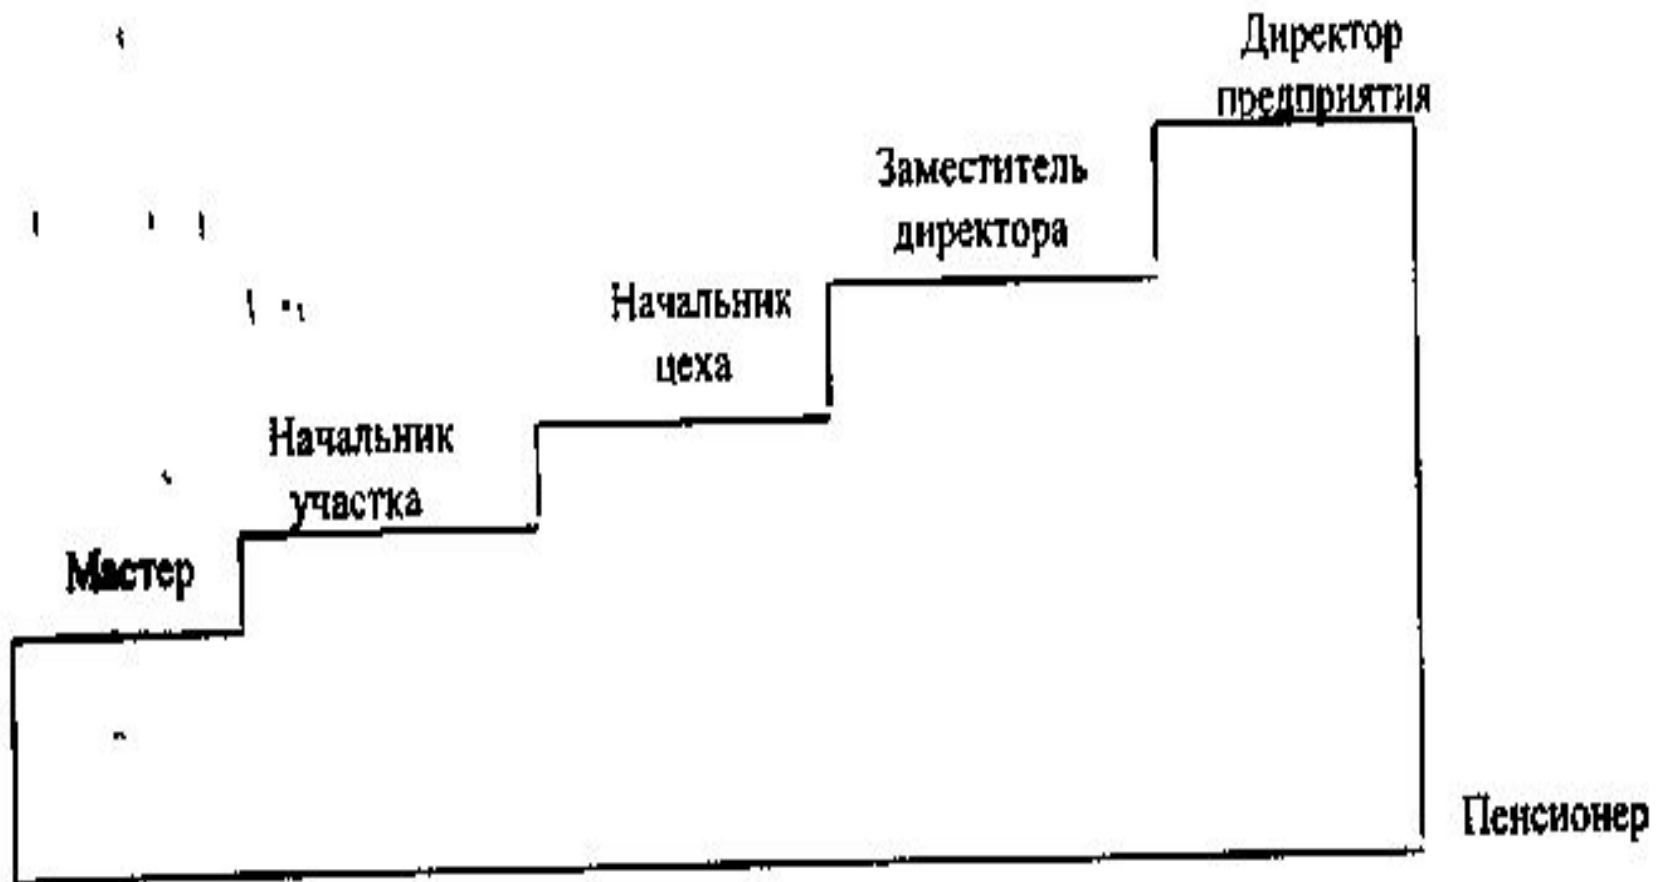 Директор
предприятия
Заместитель
директора
Начальник
цеха
Начальник
участка
Мастер
Пенсионер